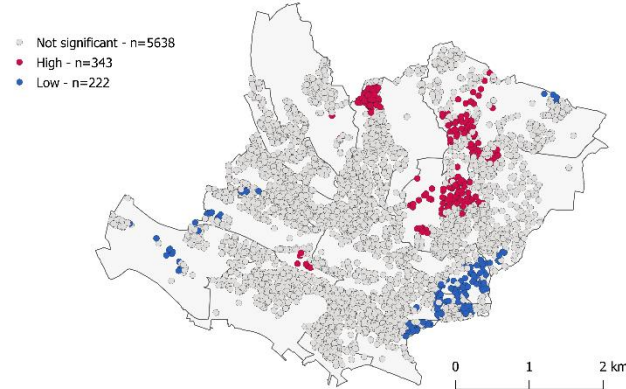 Not significant - n=5638
High - n=343
Low - n=222
0 1 2 km